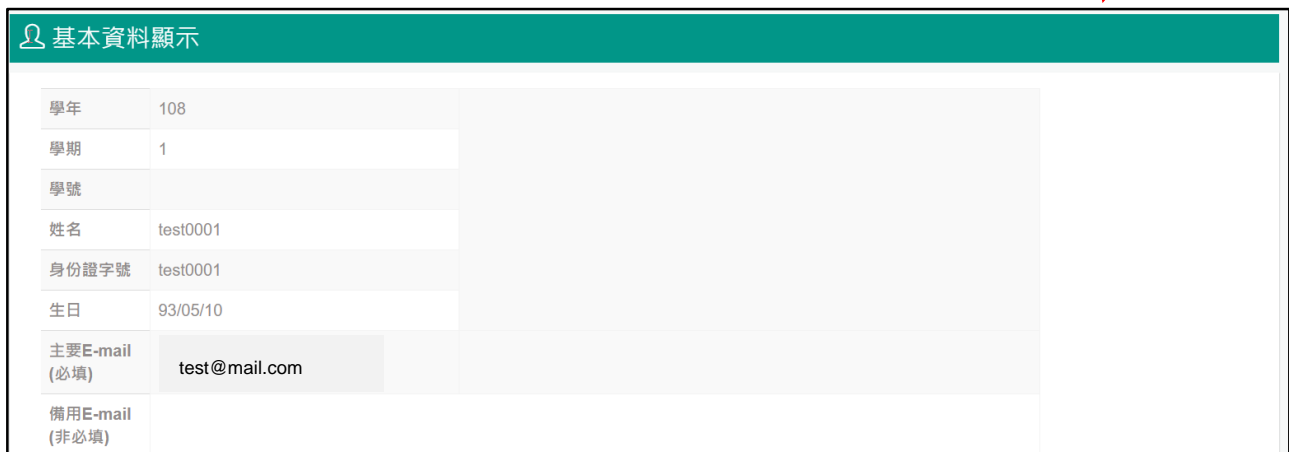 基本資料顯示
學年 108
學期 1
學號
姓名 test0001
身份證字號 test0001
生日 93/05/10
主要E-mail
(必填) test@mail.com
備用E-mail
(非必填)